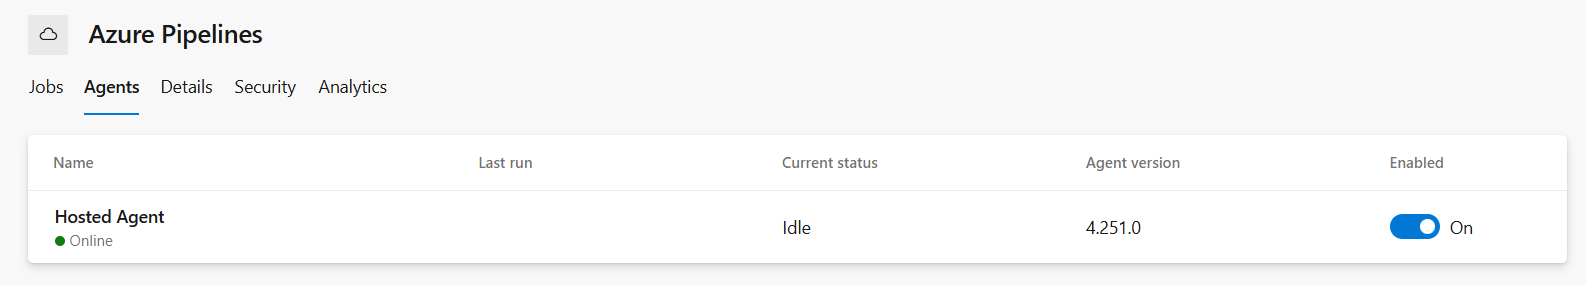 Azure Pipelines
Jobs Agents Details Security Analytics
Name Last run Current status Agent version Enabled
Hosted Agent
Online
Idle 4.251.0 On